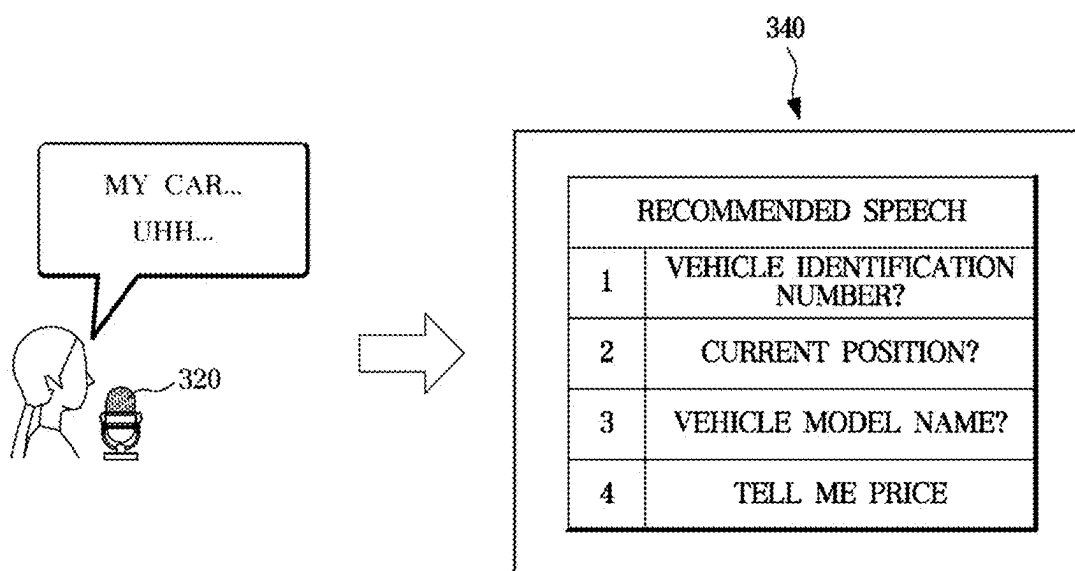 340
MY CAR...
UHH...
320
RECOMMENDED SPEECH
1 VEHICLE IDENTIFICATION
NUMBER?
2 CURRENT POSITION?
3 VEHICLE MODEL NAME?
4 TELL ME PRICE